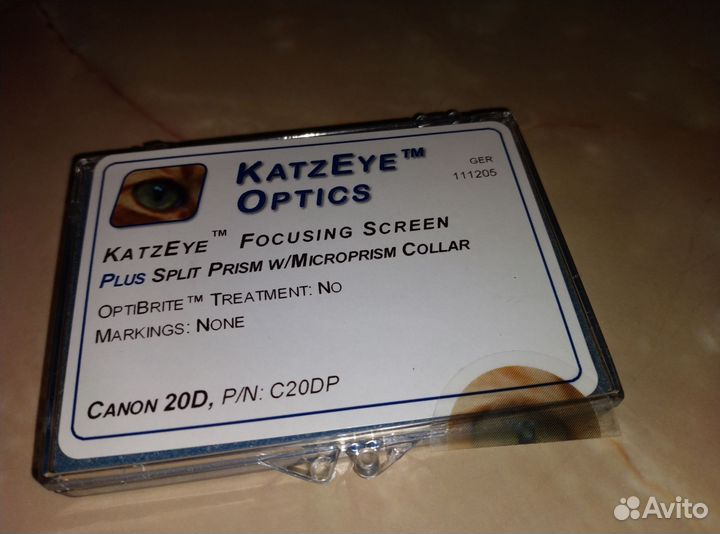 KATZEYE™
OPTICS
GER
111205
KATZEYE™ FOCUSING SCREEN
PLUS SPLIT PRISM W/MICROPRISM COLLAR
OPTIBRITE™ TREATMENT: NO
MARKINGS: NONE
CANON 20D, P/N: C20DP
Avito